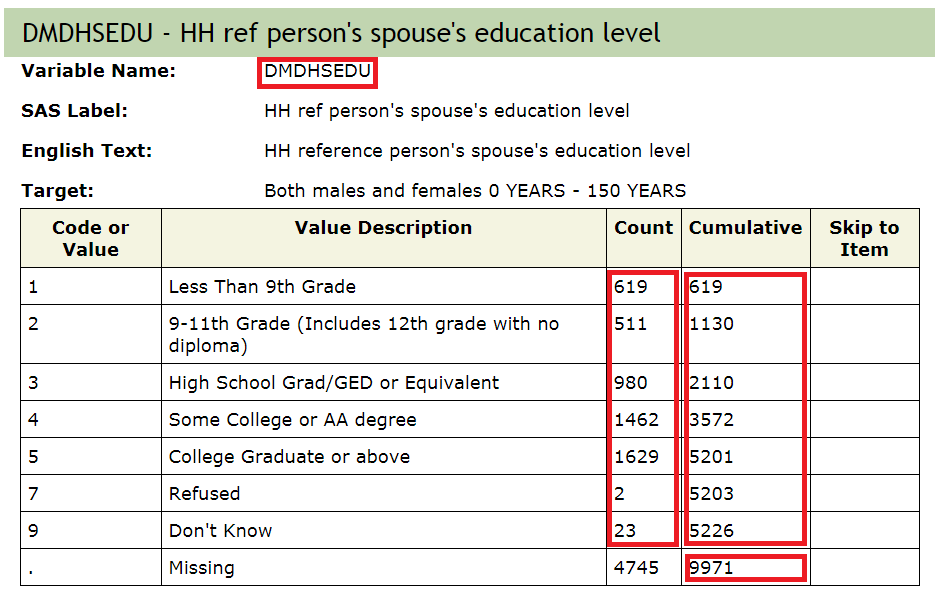 DMDHSEDU - HH ref person's spouse's education level
Variable Name: DMDHSEDU
SAS Label: HH ref person's spouse's education level
English Text: HH reference person's spouse's education level
Target: Both males and females 0 YEARS - 150 YEARS
Code or Value Value Description Count Cumulative Skip to Item
1 Less Than 9th Grade 619 619
2 9-11th Grade (Includes 12th grade with no 511 1130
diploma)
3 High School Grad/GED or Equivalent 980 2110
4 Some College or AA degree 1462 3572
5 College Graduate or above 1629 5201
7 Refused 2 5203
9 Don't Know 23 5226
. Missing 4745 9971